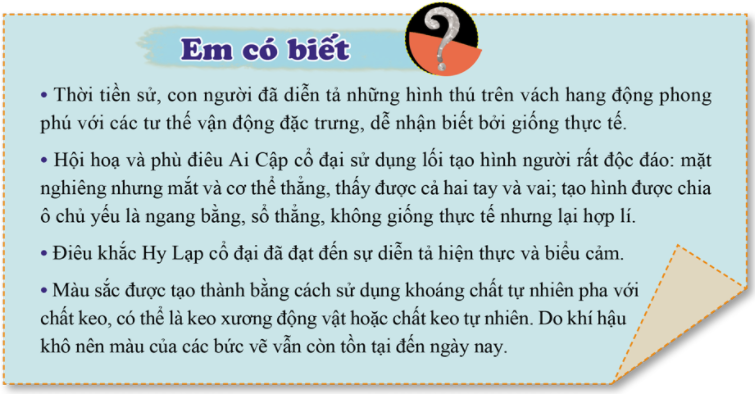 Em có biết
?
• Thời tiền sử, con người đã diễn tả những hình thú trên vách hang động phong
phú với các tư thế vận động đặc trưng, dễ nhận biết bởi giống thực tế.
• Hội hoạ và phù điêu Ai Cập cổ đại sử dụng lối tạo hình người rất độc đáo: mặt
nghiêng nhưng mắt và cơ thể thẳng, thấy được cả hai tay và vai; tạo hình được chia
ô chủ yếu là ngang bằng, sổ thẳng, không giống thực tế nhưng lại hợp lí.
• Điêu khắc Hy Lạp cổ đại đã đạt đến sự diễn tả hiện thực và biểu cảm.
• Màu sắc được tạo thành bằng cách sử dụng khoáng chất tự nhiên pha với
chất keo, có thể là keo xương động vật hoặc chất keo tự nhiên. Do khí hậu
khô nên màu của các bức vẽ vẫn còn tồn tại đến ngày nay.